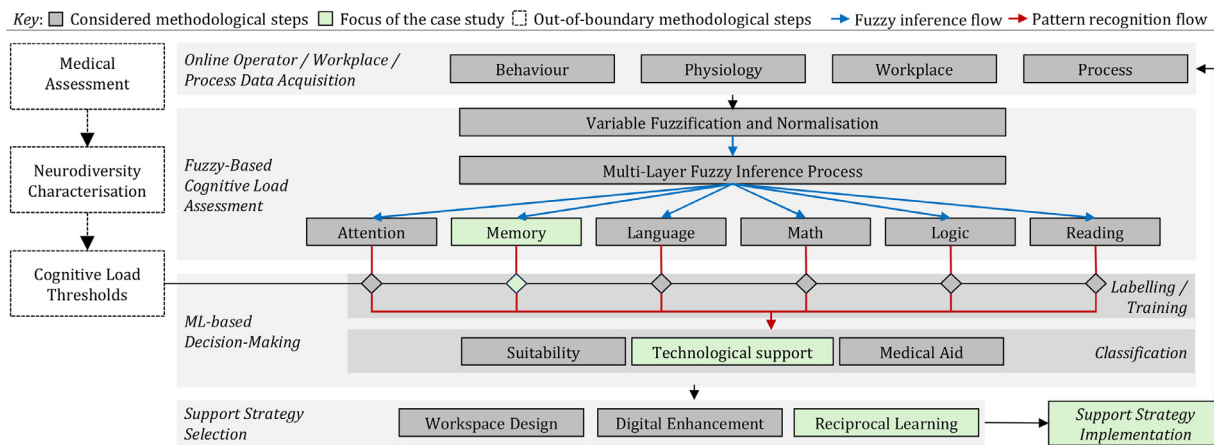 Key: Considered methodological steps Focus of the case study Out-of-boundary methodological steps Fuzzy inference flow Pattern recognition flow
Medical
Assessment
Neurodiversity
Characterisation
Cognitive Load
Thresholds
Online Operator / Workplace /
Process Data Acquisition
Behaviour Physiology Workplace Process
Fuzzy-Based
Cognitive Load
Assessment
Variable Fuzzification and Normalisation
Multi-Layer Fuzzy Inference Process
Attention Memory Language Math Logic Reading
ML-based
Decision-Making
Labelling /
Training
Suitability Technological support Medical Aid Classification
Support Strategy
Selection
Workspace Design Digital Enhancement Reciprocal Learning
Support Strategy
Implementation